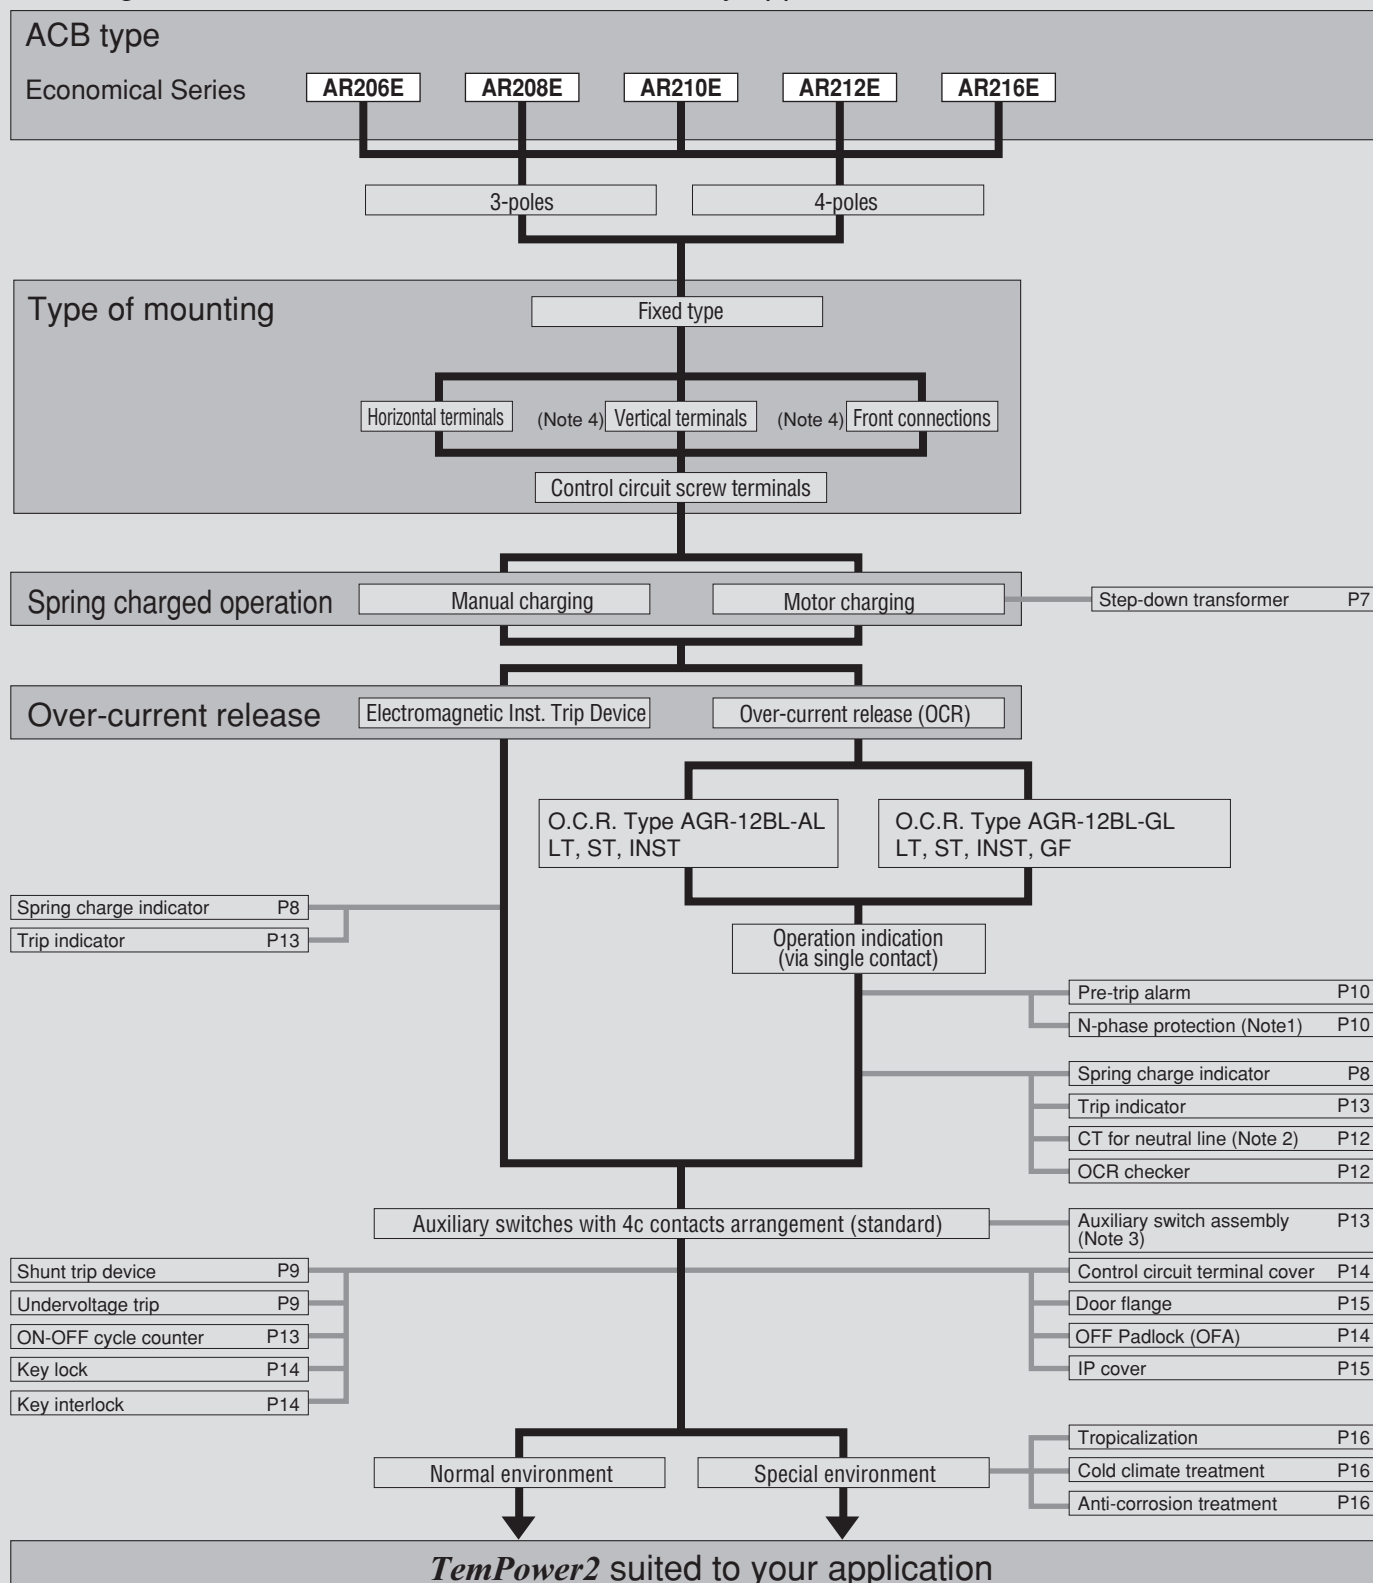 ACB type
Economical Series
AR206E
AR208E
AR210E
AR212E
AR216E
3-poles
4-poles
Type of mounting
Fixed type
Horizontal terminals
(Note 4) Vertical terminals
(Note 4) Front connections
Control circuit screw terminals
Spring charged operation
Manual charging
Motor charging
Step-down transformer P7
Over-current release
Electromagnetic Inst. Trip Device
Over-current release (OCR)
O.C.R. Type AGR-12BL-AL
LT, ST, INST
O.C.R. Type AGR-12BL-GL
LT, ST, INST, GF
Spring charge indicator P8
Trip indicator P13
Operation indication
(via single contact)
Pre-trip alarm P10
N-phase protection (Note1) P10
Spring charge indicator P8
Trip indicator P13
CT for neutral line (Note 2) P12
OCR checker P12
Auxiliary switches with 4c contacts arrangement (standard)
Auxiliary switch assembly P13
(Note 3)
Shunt trip device P9
Undervoltage trip P9
ON-OFF cycle counter P13
Key lock P14
Key interlock P14
Control circuit terminal cover P14
Door flange P15
OFF Padlock (OFA) P14
IP cover P15
Normal environment
Special environment
Tropicalization P16
Cold climate treatment P16
Anti-corrosion treatment P16
TemPower2 suited to your application